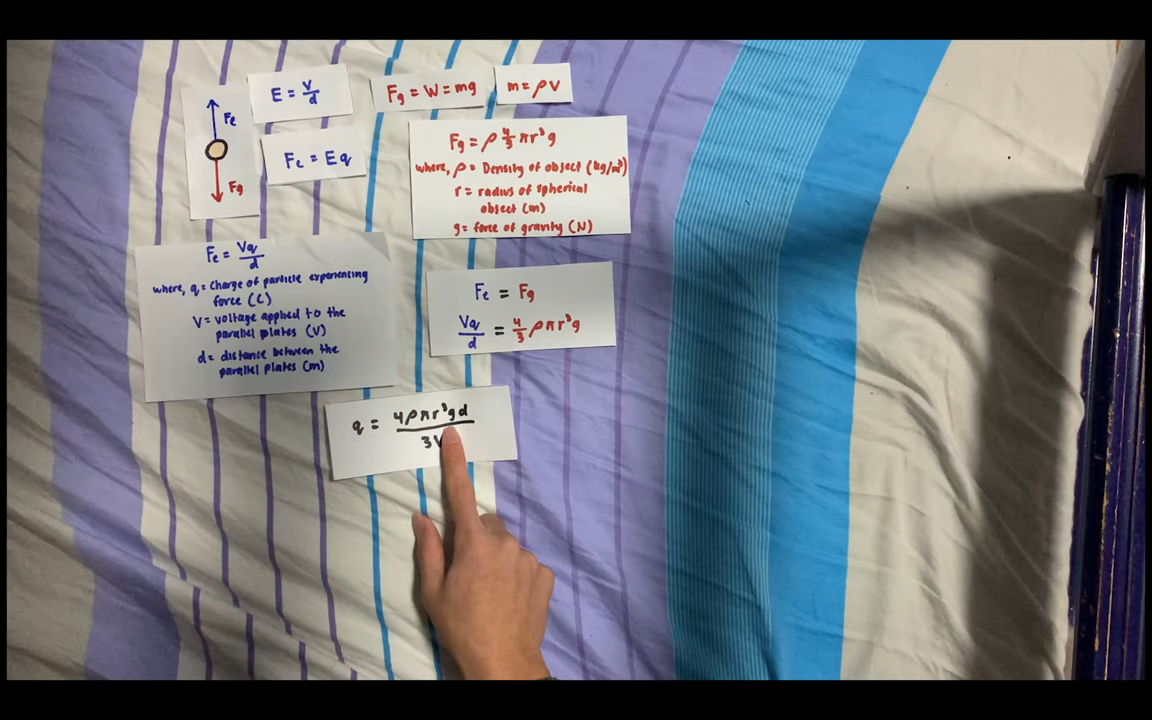 Fe
Fg
E = V/d
Fe = Eq
Fg = W = mg
m = ρV
Fg = ρ 4/3 πr³g
where, ρ = Density of object (kg/m³)
r = radius of spherical
object (m)
g = force of gravity (N)
Fe = Vq/d
where, q = Charge of particle experiencing
force (C)
V = voltage applied to the
parallel plates (V)
d = distance between the
parallel plates (m)
Fe = Fg
Vq/d = 4/3 ρπr³g
q = 4ρπr³gd/3V